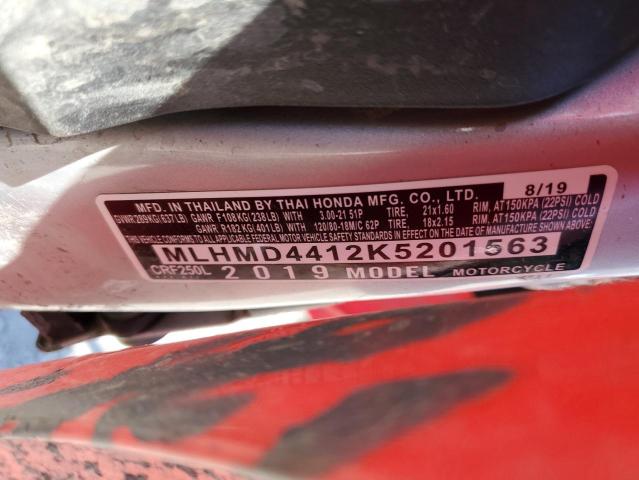 MFD. IN THAILAND BY THAI HONDA MFG. CO., LTD. 8/19
GVWR 289KG(637LB) GAWR F108KG(238LB) WITH 3.00-21 51P TIRE, 21x1.60 RIM, AT150KPA (22PSI) COLD
GAWR R182KG(401LB) WITH 120/80-18M/C 62P TIRE, 18x2.15 RIM, AT150KPA (22PSI) COLD
THIS VEHICLE CONFORMS TO ALL APPLICABLE FEDERAL MOTOR VEHICLE SAFETY STANDARDS IN EFFECT ON THE DATE OF MANUFACTURE SHOWN ABOVE.
MLHMD4412K5201563
CRF250L 2019 MODEL MOTORCYCLE